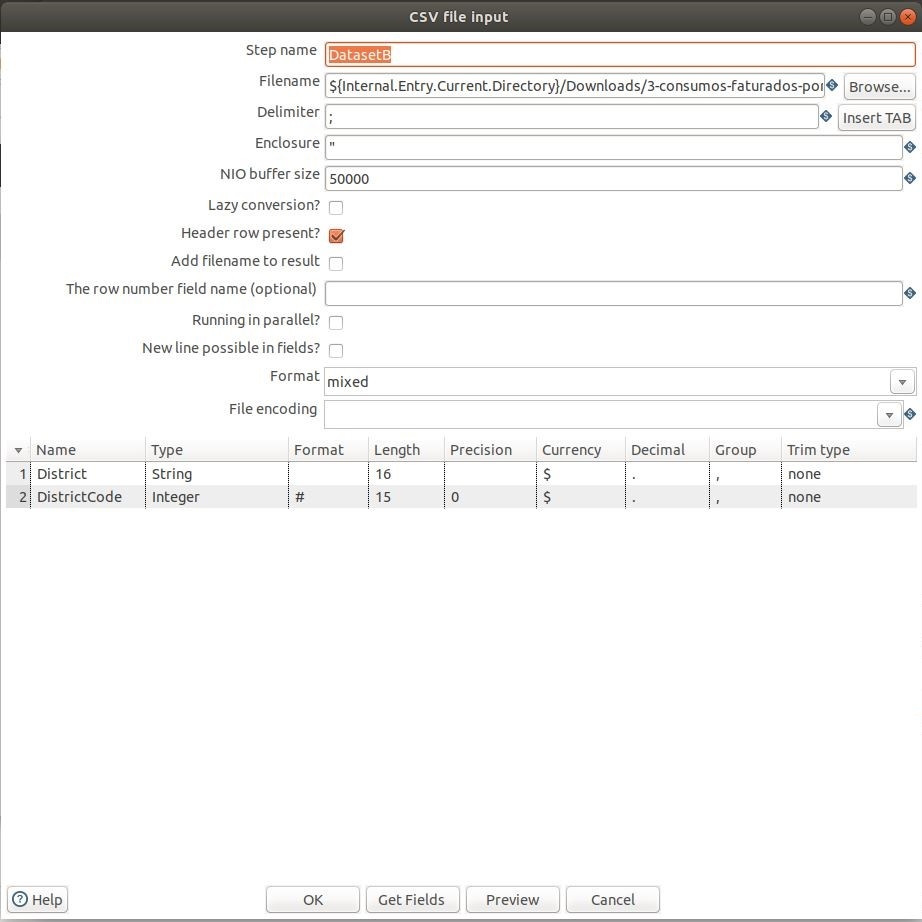 CSV file input
Step name DatasetB
Filename ${Internal.Entry.Current.Directory}/Downloads/3-consumos-faturados-por Browse...
Delimiter ; Insert TAB
Enclosure "
NIO buffer size 50000
Lazy conversion?
Header row present?
Add filename to result
The row number field name (optional)
Running in parallel?
New line possible in fields?
Format mixed
File encoding
Name Type Format Length Precision Currency Decimal Group Trim type
1 District String 16 $ . , none
2 DistrictCode Integer # 15 0 $ . , none
Help OK Get Fields Preview Cancel